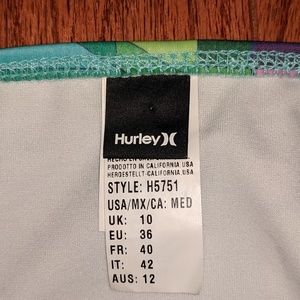 Hurley
PRODOTTO IN CALIFORNIA USA
HERGESTELLT-CALIFORNIA USA
STYLE: H5751
USA/MX/CA: MED
UK: 10
EU: 36
FR: 40
IT: 42
AUS: 12